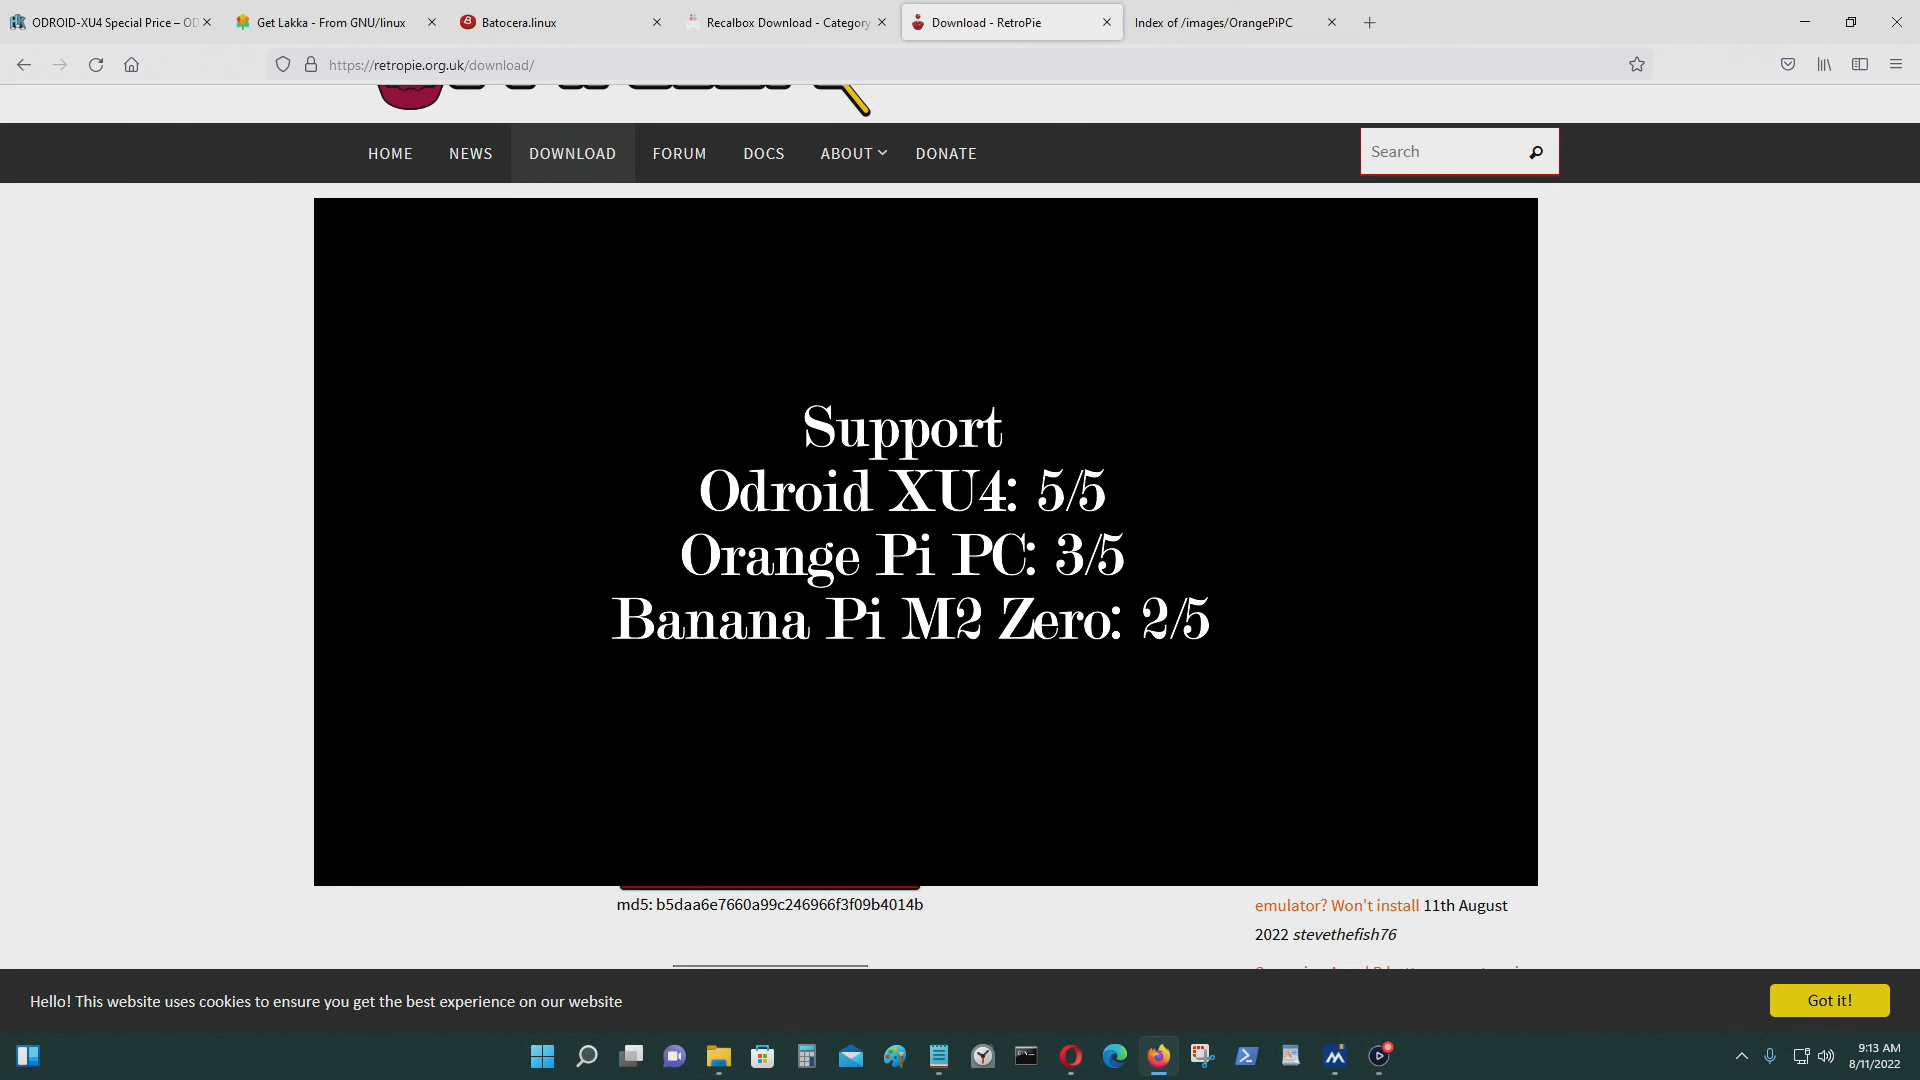 ODROID-XU4 Special Price – OD
Get Lakka - From GNU/linux
Batocera.linux
Recalbox Download - Category
Download - RetroPie
Index of /images/OrangePiPC
https://retropie.org.uk/download/
HOME
NEWS
DOWNLOAD
FORUM
DOCS
ABOUT
DONATE
Search
Support
Odroid XU4: 5/5
Orange Pi PC: 3/5
Banana Pi M2 Zero: 2/5
md5: b5daa6e7660a99c246966f3f09b4014b
emulator? Won't install 11th August
2022 stevethefish76
Hello! This website uses cookies to ensure you get the best experience on our website
Got it!
9:13 AM
8/11/2022